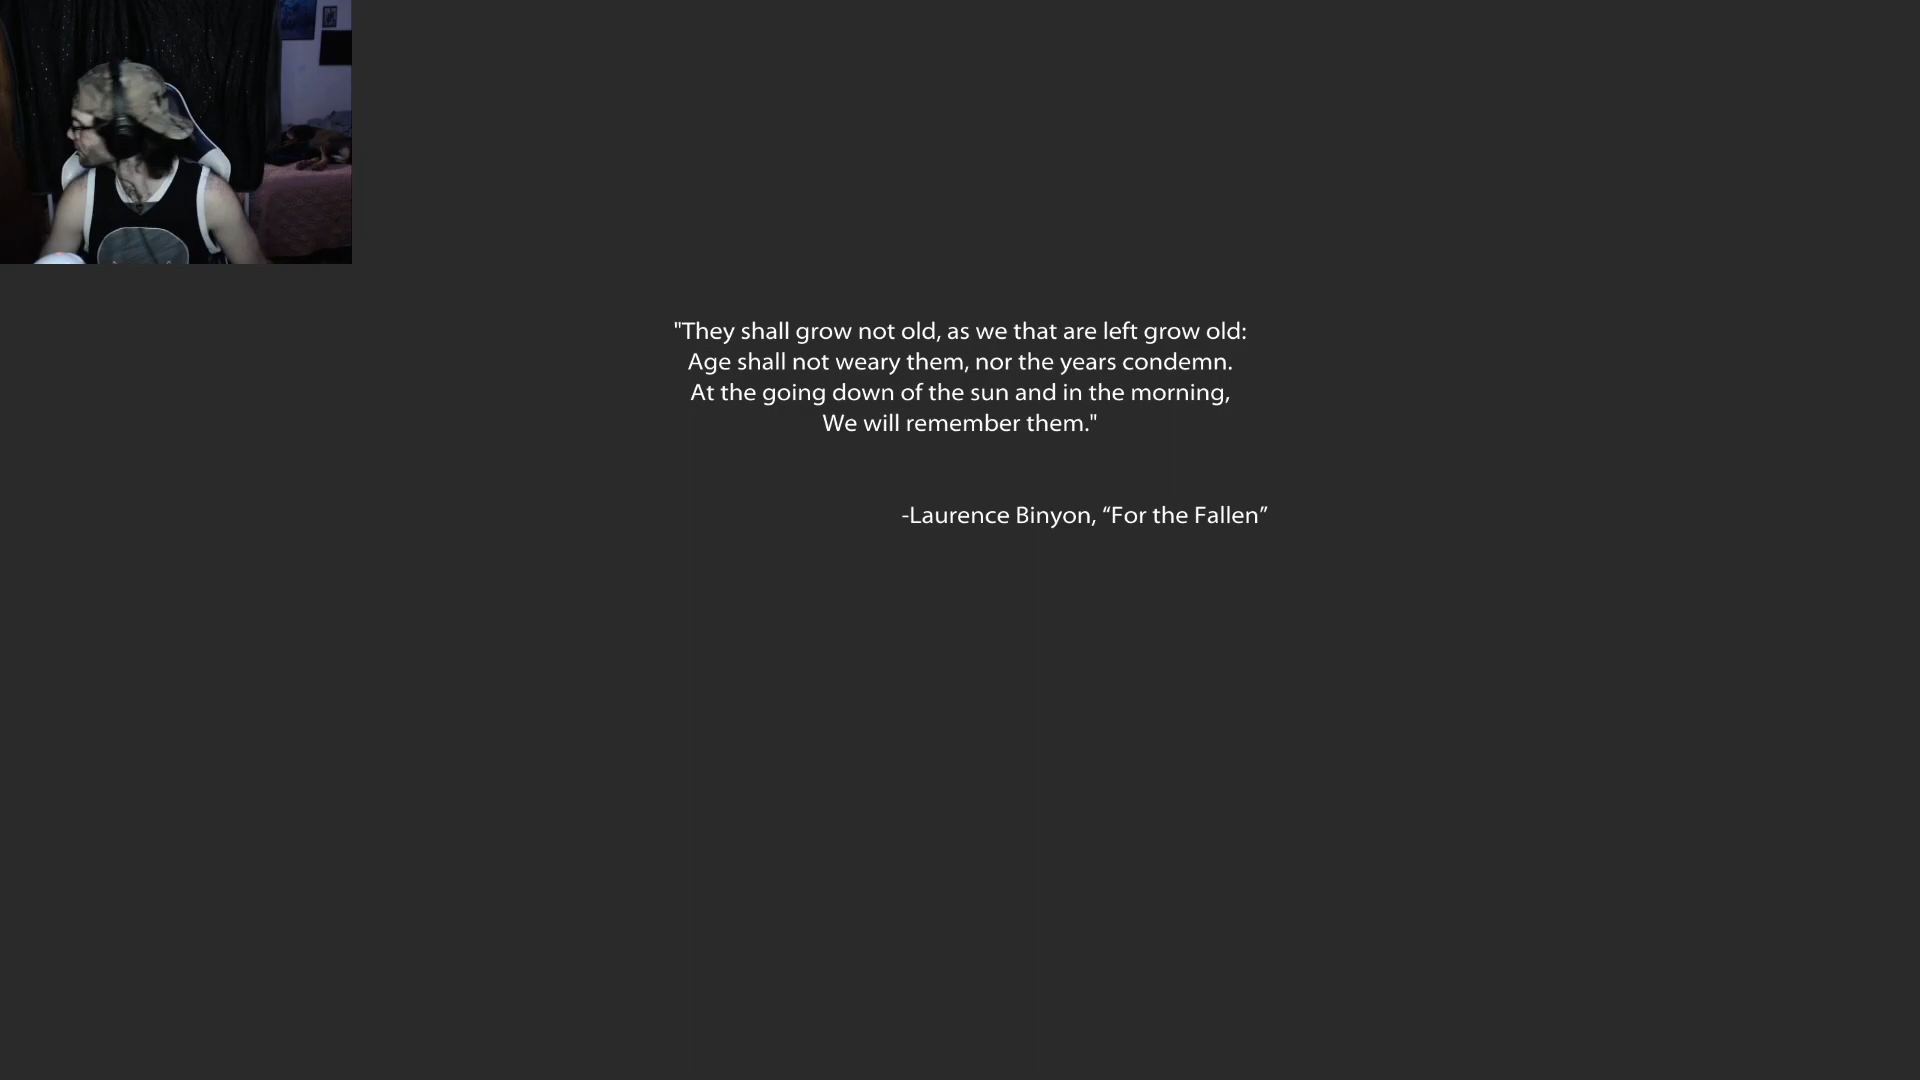 "They shall grow not old, as we that are left grow old:
Age shall not weary them, nor the years condemn.
At the going down of the sun and in the morning,
We will remember them."
-Laurence Binyon, “For the Fallen”